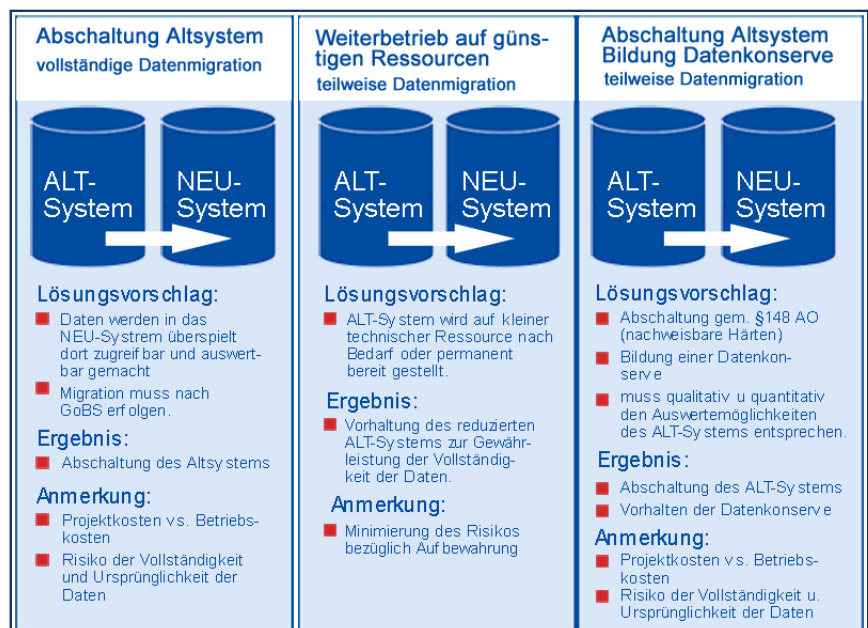 Abschaltung Altsystem
vollständige Datenmigration
ALT-
System
NEU-
System
Lösungsvorschlag:
Daten werden in das
NEU-Systrem überspielt
dort zugreifbar und auswert-
bar gemacht
Migration muss nach
GoBS erfolgen.
Ergebnis:
Abschaltung des Altsystems
Anmerkung:
Projektkosten vs. Betriebs-
kosten
Risiko der Vollständigkeit
und Ursprünglichkeit der
Daten
Weiterbetrieb auf güns-
tigen Ressourcen
teilweise Datenmigration
ALT-
System
NEU-
System
Lösungsvorschlag:
ALT-System wird auf kleiner
technischer Ressource nach
Bedarf oder permanent
bereit gestellt.
Ergebnis:
Vorhaltung des reduzierten
ALT-Systems zur Gewähr-
leistung der Vollständig-
keit der Daten.
Anmerkung:
Minimierung des Risikos
bezüglich Aufbewahrung
Abschaltung Altsystem
Bildung Datenkonserve
teilweise Datenmigration
ALT-
System
NEU-
System
Lösungsvorschlag:
Abschaltung gem. §148 AO
(nachweisbare Härten)
Bildung einer Datenkon-
serve
muss qualitativ u quantitativ
den Auswertemöglichkeiten
des ALT-Systems entsprechen.
Ergebnis:
Abschaltung des ALT-Systems
Vorhalten der Datenkonserve
Anmerkung:
Projektkosten vs. Betriebs-
kosten
Risiko der Vollständigkeit u.
Ursprünglichkeit der Daten